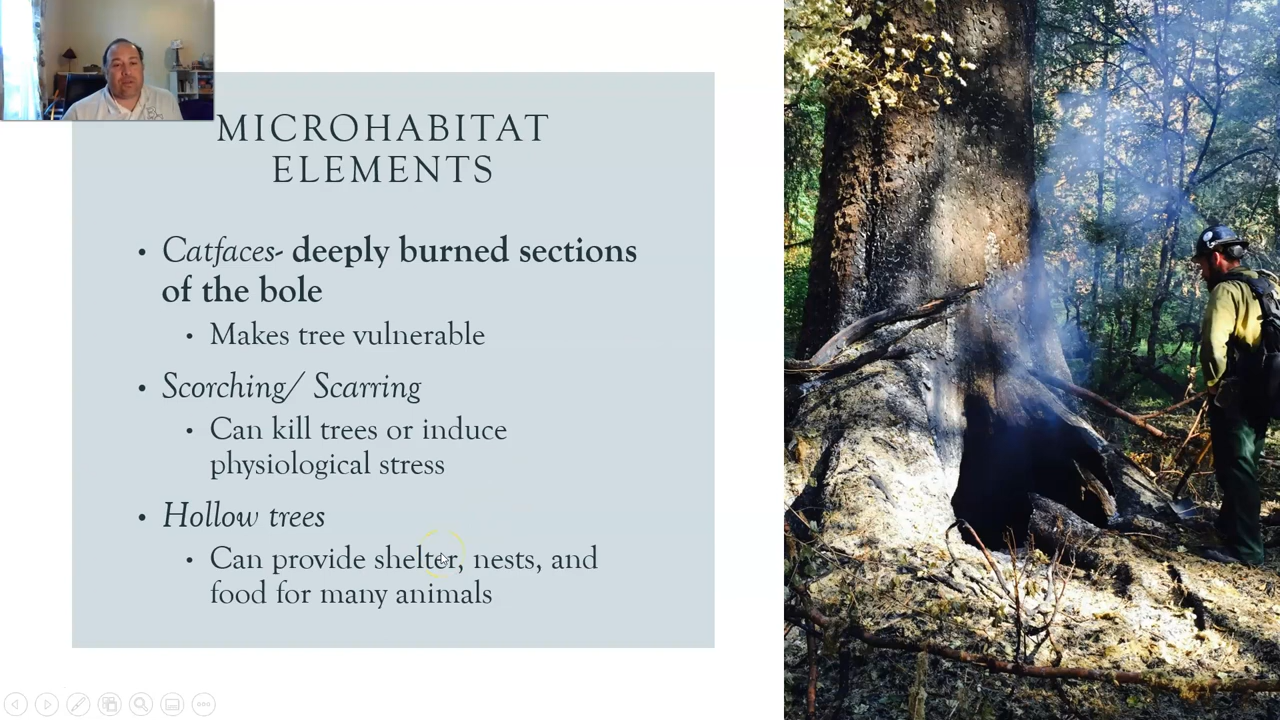 MICROHABITAT
ELEMENTS
• Catfaces- deeply burned sections
of the bole
• Makes tree vulnerable
• Scorching/ Scarring
• Can kill trees or induce
physiological stress
• Hollow trees
• Can provide shelter, nests, and
food for many animals